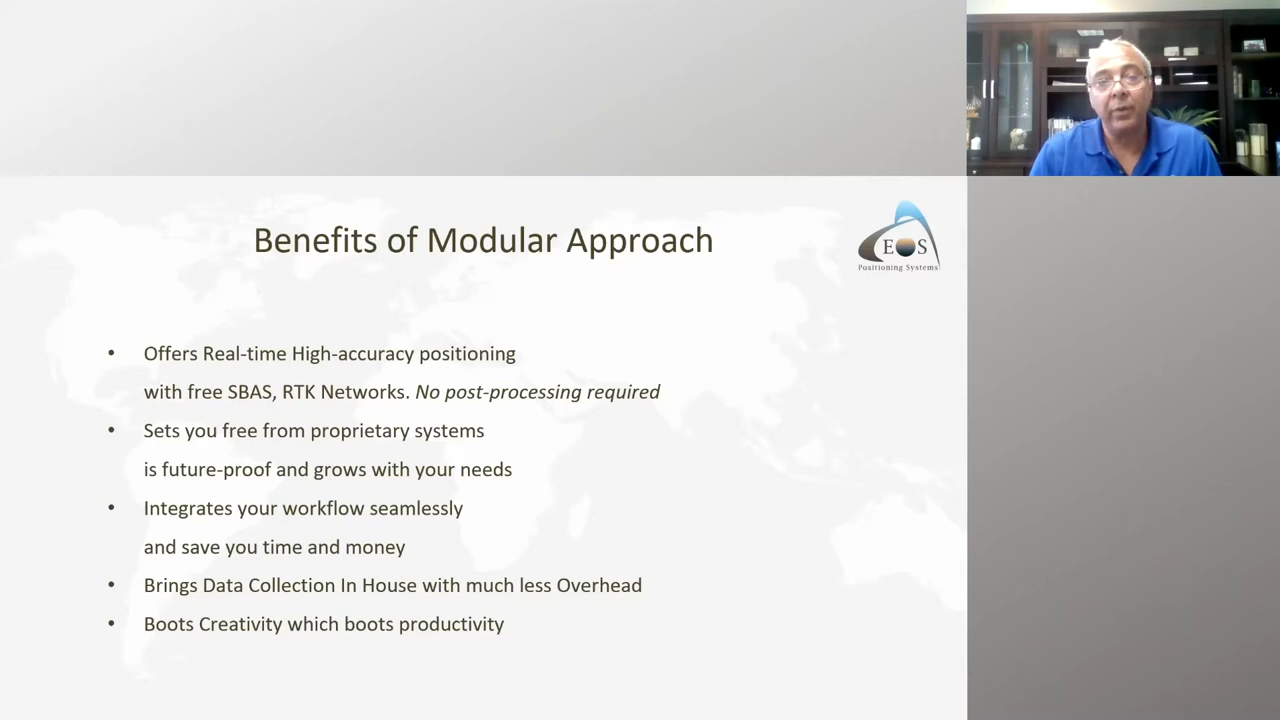 Benefits of Modular Approach
EOS
Positioning Systems
• Offers Real-time High-accuracy positioning
with free SBAS, RTK Networks. No post-processing required
• Sets you free from proprietary systems
is future-proof and grows with your needs
• Integrates your workflow seamlessly
and save you time and money
• Brings Data Collection In House with much less Overhead
• Boots Creativity which boots productivity